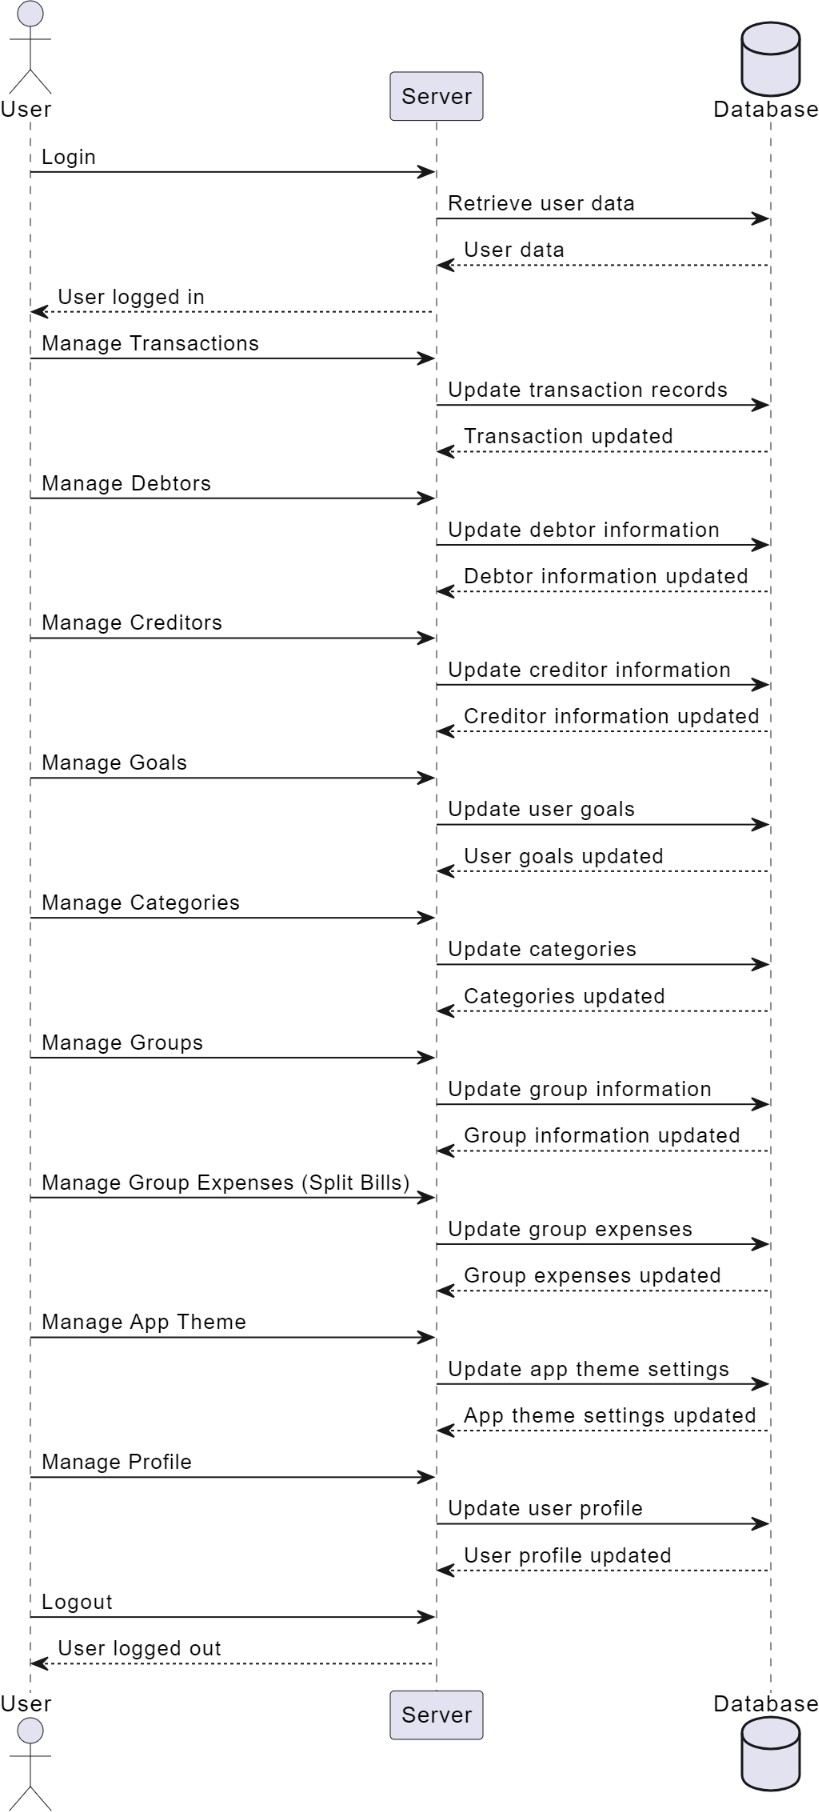 User
Server
Database
Login
Retrieve user data
User data
User logged in
Manage Transactions
Update transaction records
Transaction updated
Manage Debtors
Update debtor information
Debtor information updated
Manage Creditors
Update creditor information
Creditor information updated
Manage Goals
Update user goals
User goals updated
Manage Categories
Update categories
Categories updated
Manage Groups
Update group information
Group information updated
Manage Group Expenses (Split Bills)
Update group expenses
Group expenses updated
Manage App Theme
Update app theme settings
App theme settings updated
Manage Profile
Update user profile
User profile updated
Logout
User logged out
User
Server
Database